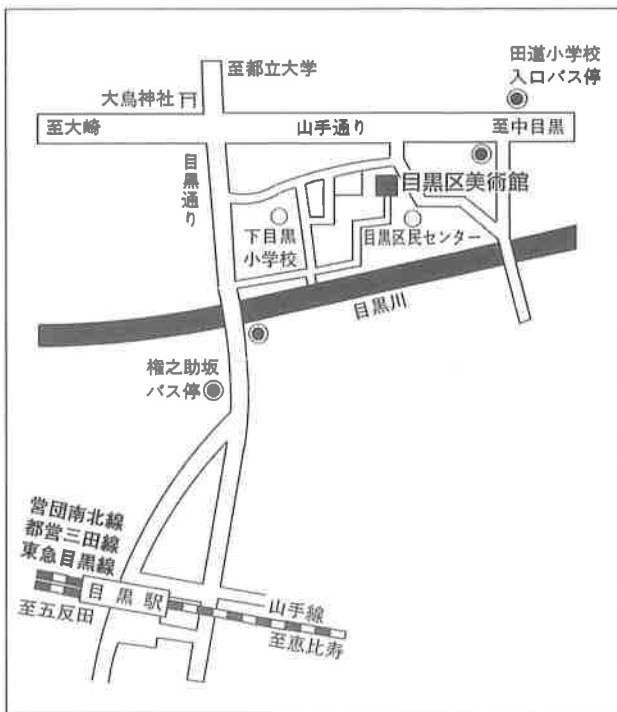 田道小学校
入口バス停
至都立大学
大鳥神社
至大崎
山手通り
至中目黒
目黒通り
目黒区美術館
下目黒
小学校
目黒区民センター
目黒川
権之助坂
バス停
営団南北線
都営三田線
東急目黒線
目黒駅
山手線
至五反田
至恵比寿